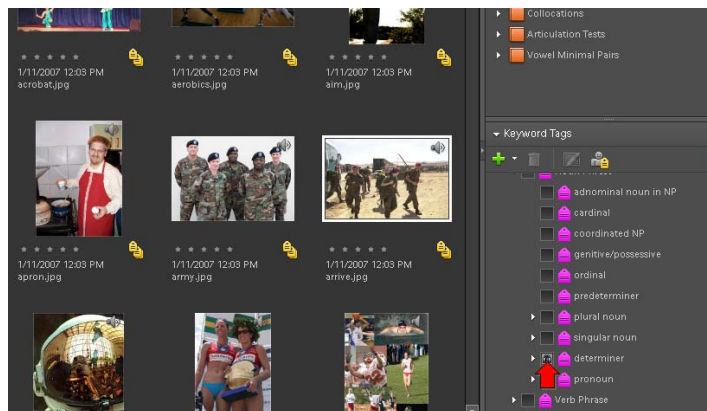 Collocations
Articulation Tests
Vowel Minimal Pairs
1/11/2007 12:03 PM
acrobat.jpg
1/11/2007 12:03 PM
aerobics.jpg
1/11/2007 12:03 PM
aim.jpg
Keyword Tags
adnominal noun in NP
cardinal
coordinated NP
genitive/possessive
ordinal
predeterminer
plural noun
singular noun
determiner
pronoun
Verb Phrase
1/11/2007 12:03 PM
apron.jpg
1/11/2007 12:03 PM
army.jpg
1/11/2007 12:03 PM
arrive.jpg